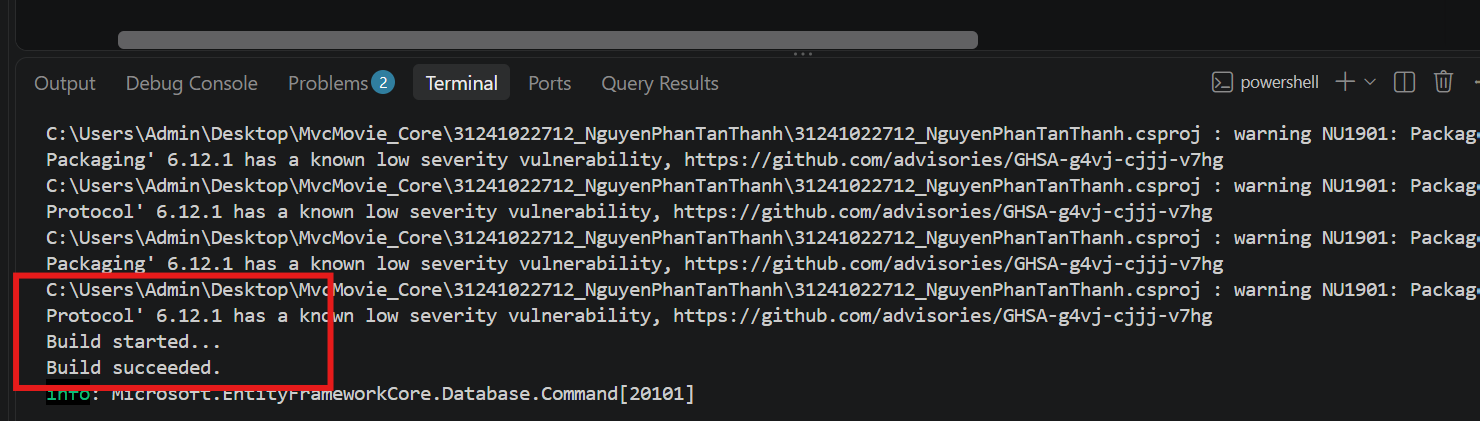 Output Debug Console Problems 2 Terminal Ports Query Results powershell
C:\Users\Admin\Desktop\MvcMovie_Core\31241022712_NguyenPhanTanThanh\31241022712_NguyenPhanTanThanh.csproj : warning NU1901: Package
Packaging' 6.12.1 has a known low severity vulnerability, https://github.com/advisories/GHSA-g4vj-cjjj-v7hg
C:\Users\Admin\Desktop\MvcMovie_Core\31241022712_NguyenPhanTanThanh\31241022712_NguyenPhanTanThanh.csproj : warning NU1901: Package
Protocol' 6.12.1 has a known low severity vulnerability, https://github.com/advisories/GHSA-g4vj-cjjj-v7hg
C:\Users\Admin\Desktop\MvcMovie_Core\31241022712_NguyenPhanTanThanh\31241022712_NguyenPhanTanThanh.csproj : warning NU1901: Package
Packaging' 6.12.1 has a known low severity vulnerability, https://github.com/advisories/GHSA-g4vj-cjjj-v7hg
C:\Users\Admin\Desktop\MvcMovie_Core\31241022712_NguyenPhanTanThanh\31241022712_NguyenPhanTanThanh.csproj : warning NU1901: Package
Protocol' 6.12.1 has a known low severity vulnerability, https://github.com/advisories/GHSA-g4vj-cjjj-v7hg
Build started...
Build succeeded.
info: Microsoft.EntityFrameworkCore.Database.Command[20101]